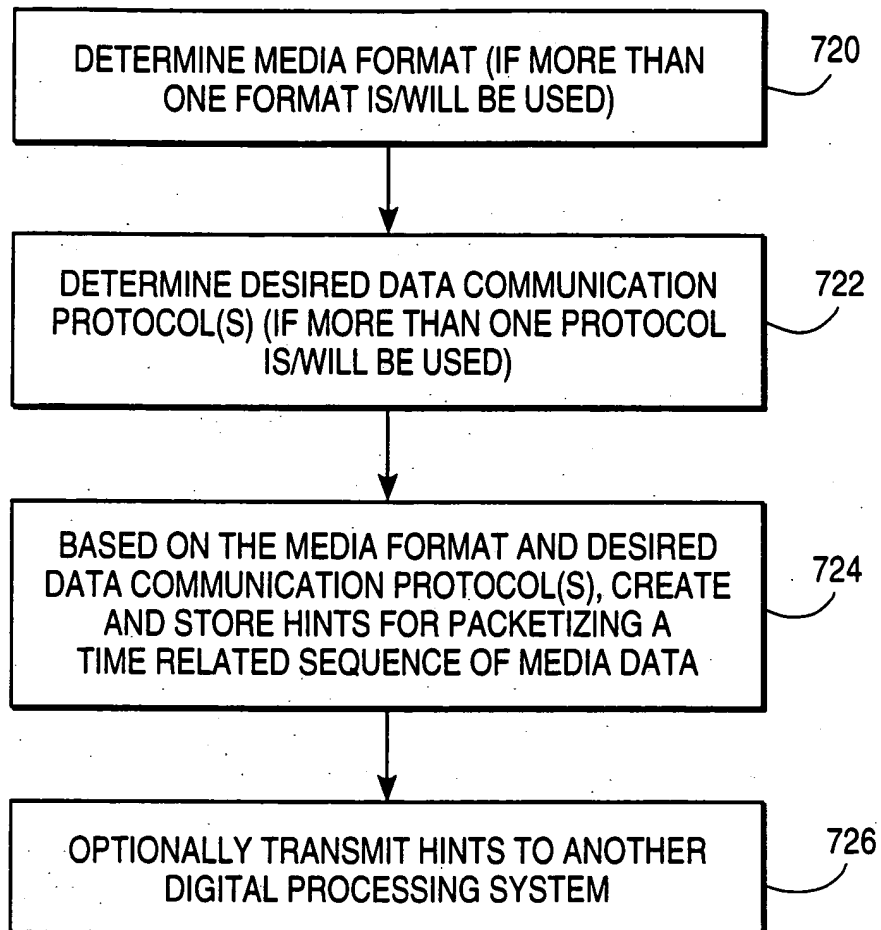 DETERMINE MEDIA FORMAT (IF MORE THAN
ONE FORMAT IS/WILL BE USED)
720
DETERMINE DESIRED DATA COMMUNICATION
PROTOCOL(S) (IF MORE THAN ONE PROTOCOL
IS/WILL BE USED)
722
BASED ON THE MEDIA FORMAT AND DESIRED
DATA COMMUNICATION PROTOCOL(S), CREATE
AND STORE HINTS FOR PACKETIZING A
TIME RELATED SEQUENCE OF MEDIA DATA
724
OPTIONALLY TRANSMIT HINTS TO ANOTHER
DIGITAL PROCESSING SYSTEM
726